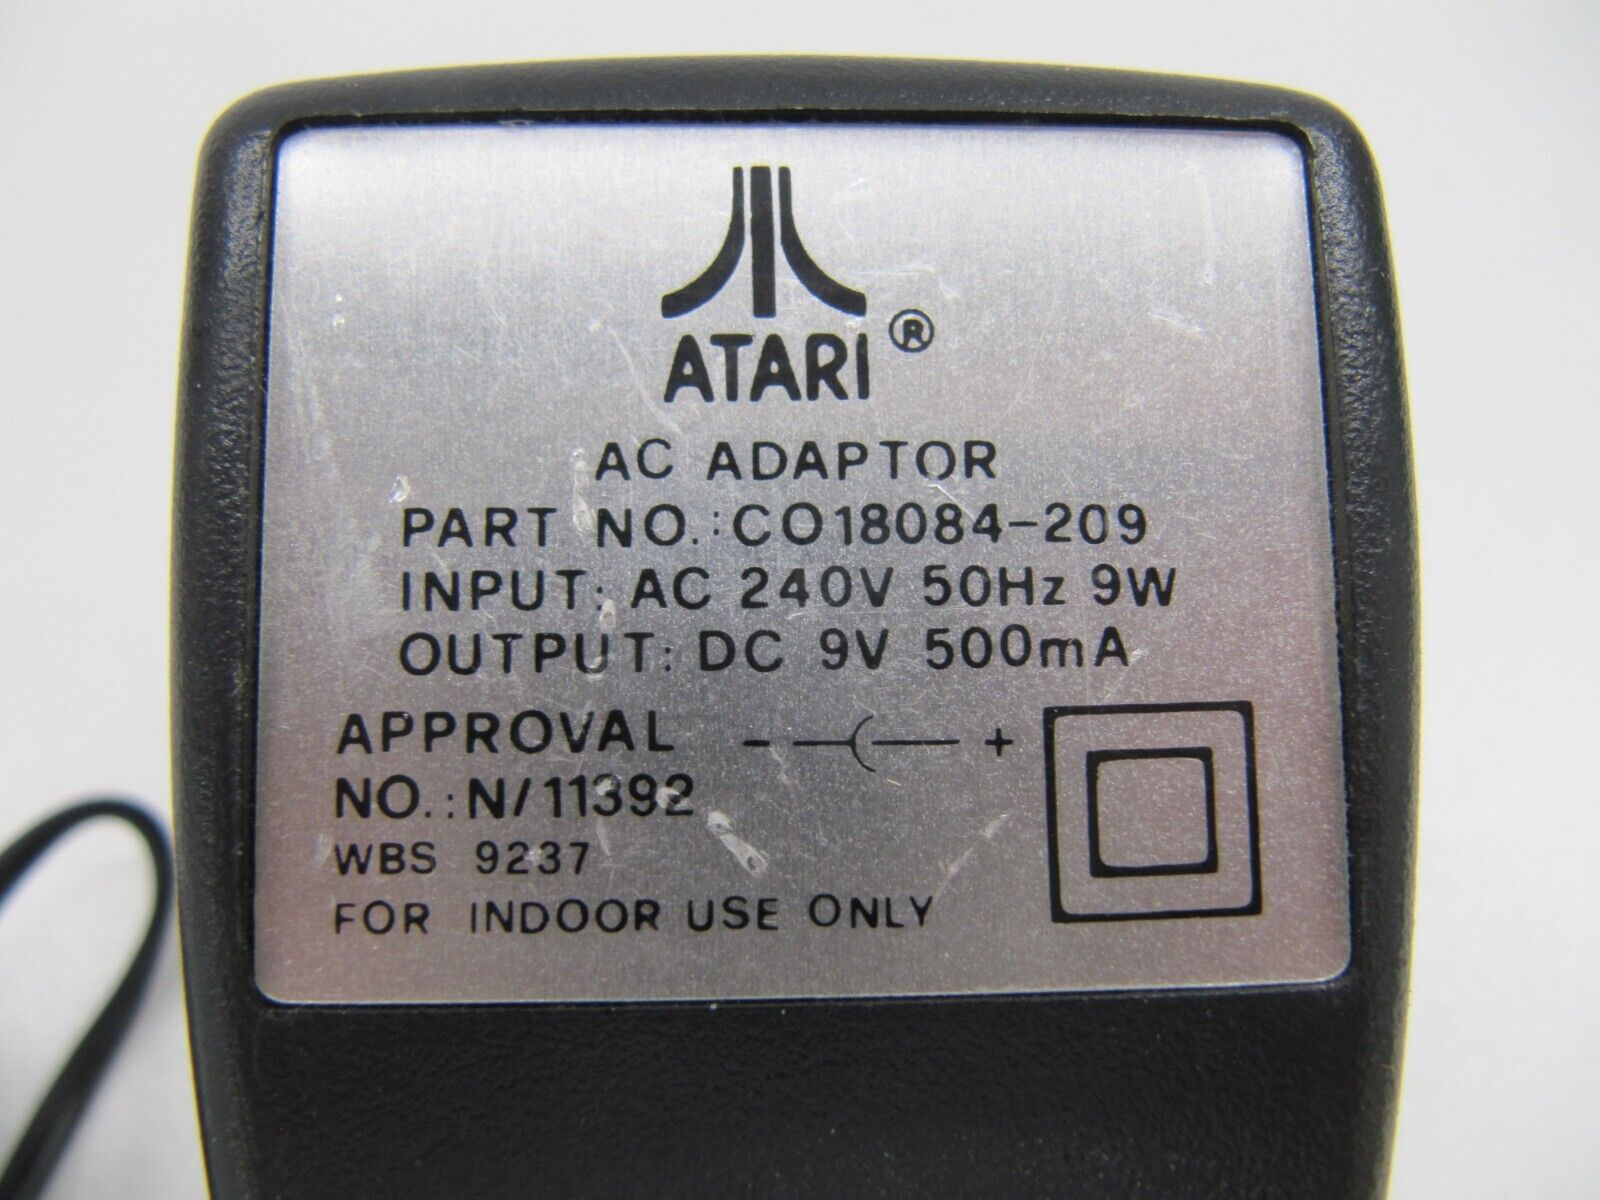 ATARI ®
AC ADAPTOR
PART NO.: CO18084-209
INPUT: AC 240V 50Hz 9W
OUTPUT: DC 9V 500mA
APPROVAL - +
NO.: N/11392
WBS 9237
FOR INDOOR USE ONLY